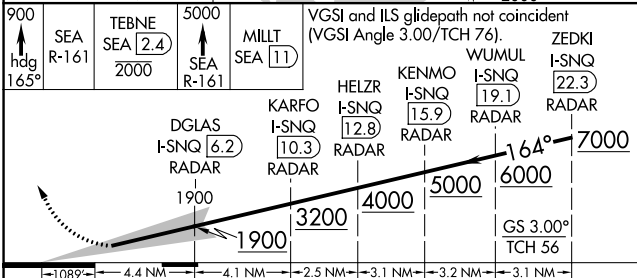 900
hdg
165°
SEA
R-161
TEBNE
SEA 2.4
2000
5000
SEA
R-161
MILLT
SEA 11
VGSI and ILS glidepath not coincident
(VGSI Angle 3.00/TCH 76).
ZEDKI
I-SNQ
22.3
RADAR
WUMUL
I-SNQ
19.1
RADAR
KENMO
I-SNQ
15.9
RADAR
HELZR
I-SNQ
12.8
RADAR
KARFO
I-SNQ
10.3
RADAR
DGLAS
I-SNQ 6.2
RADAR
1900
1900
3200
4000
5000
6000
164°
7000
GS 3.00°
TCH 56
1089'
4.4 NM
4.1 NM
2.5 NM
3.1 NM
3.2 NM
3.1 NM